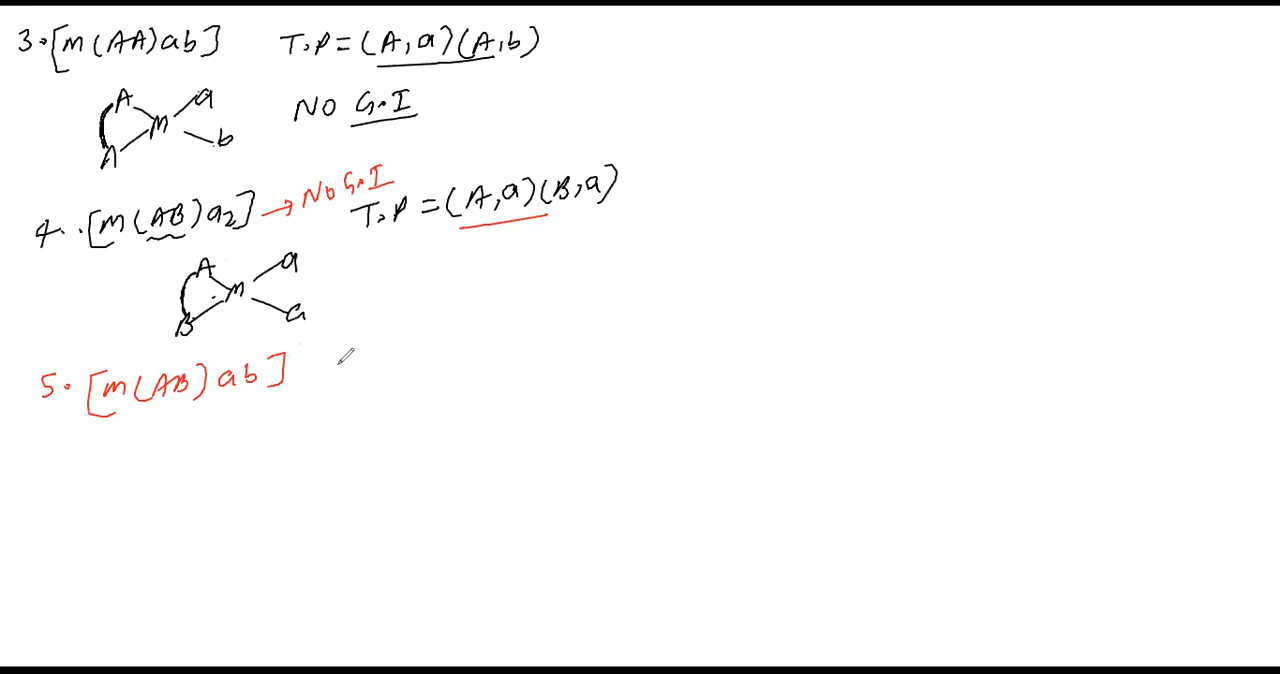 3. [M(AA)ab] T.P = (A,a)(A,b)
A
M
a
b
A
NO G.I
4. [M(AB)a2] → NO G.I T.P = (A,a)(B,a)
A
M
a
B
a
5. [M(AB)ab]